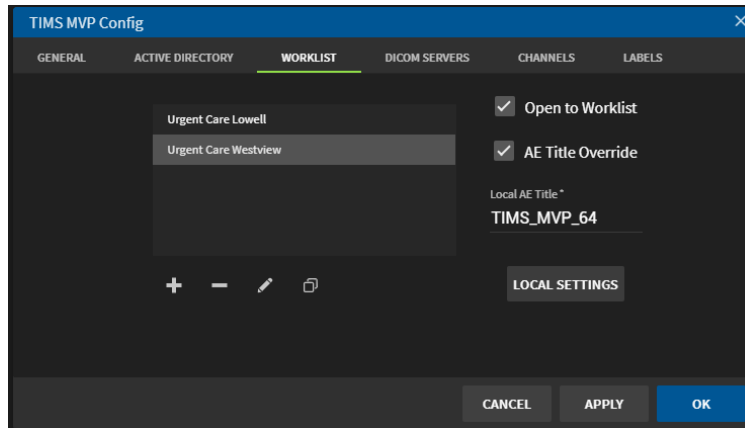 TIMS MVP Config
GENERAL ACTIVE DIRECTORY WORKLIST DICOM SERVERS CHANNELS LABELS
Urgent Care Lowell
Urgent Care Westview
Open to Worklist
AE Title Override
Local AE Title*
TIMS_MVP_64
LOCAL SETTINGS
CANCEL APPLY OK